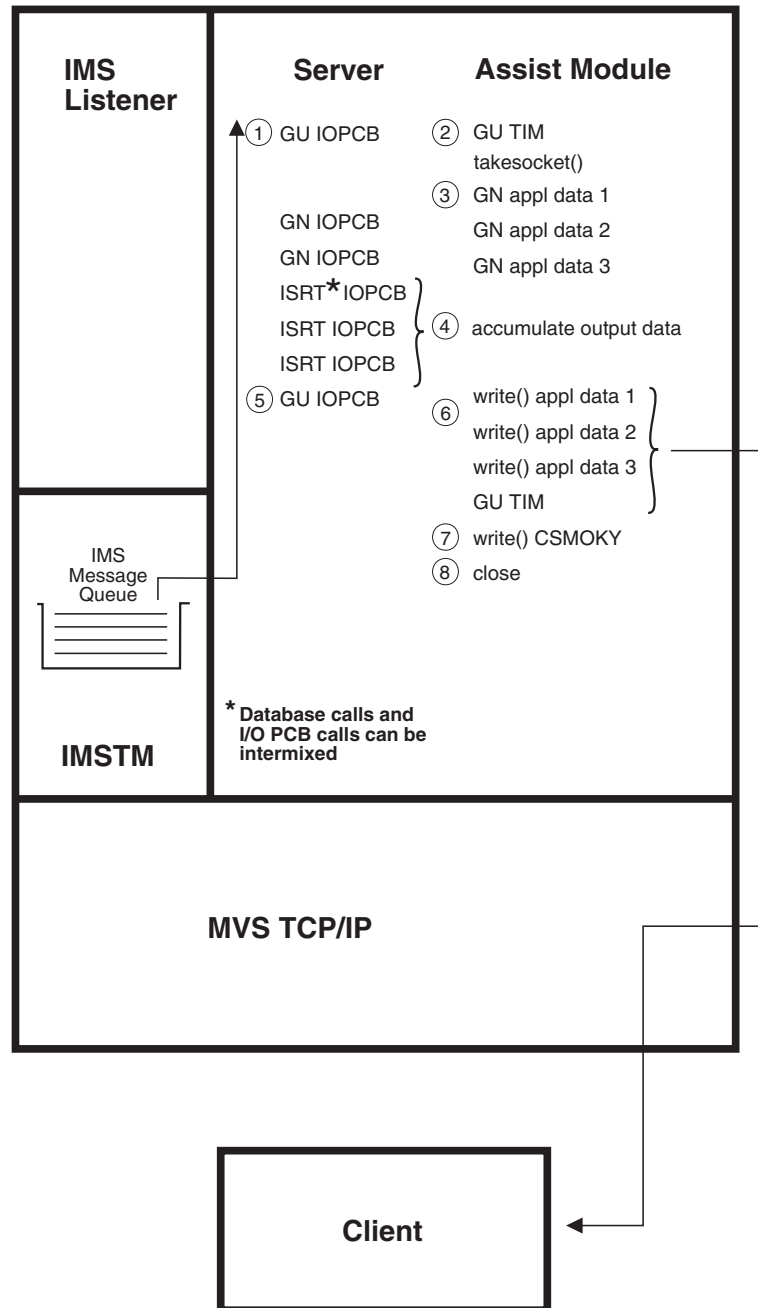 IMS
Listener
Server
Assist Module
1 GU IOPCB
2 GU TIM
takesocket()
3 GN appl data 1
GN IOPCB
GN appl data 2
GN IOPCB
GN appl data 3
ISRT* IOPCB
ISRT IOPCB
4 accumulate output data
ISRT IOPCB
5 GU IOPCB
6 write() appl data 1
write() appl data 2
write() appl data 3
GU TIM
7 write() CSMOKY
8 close
IMS
Message
Queue
IMSTM
* Database calls and
I/O PCB calls can be
intermixed
MVS TCP/IP
Client